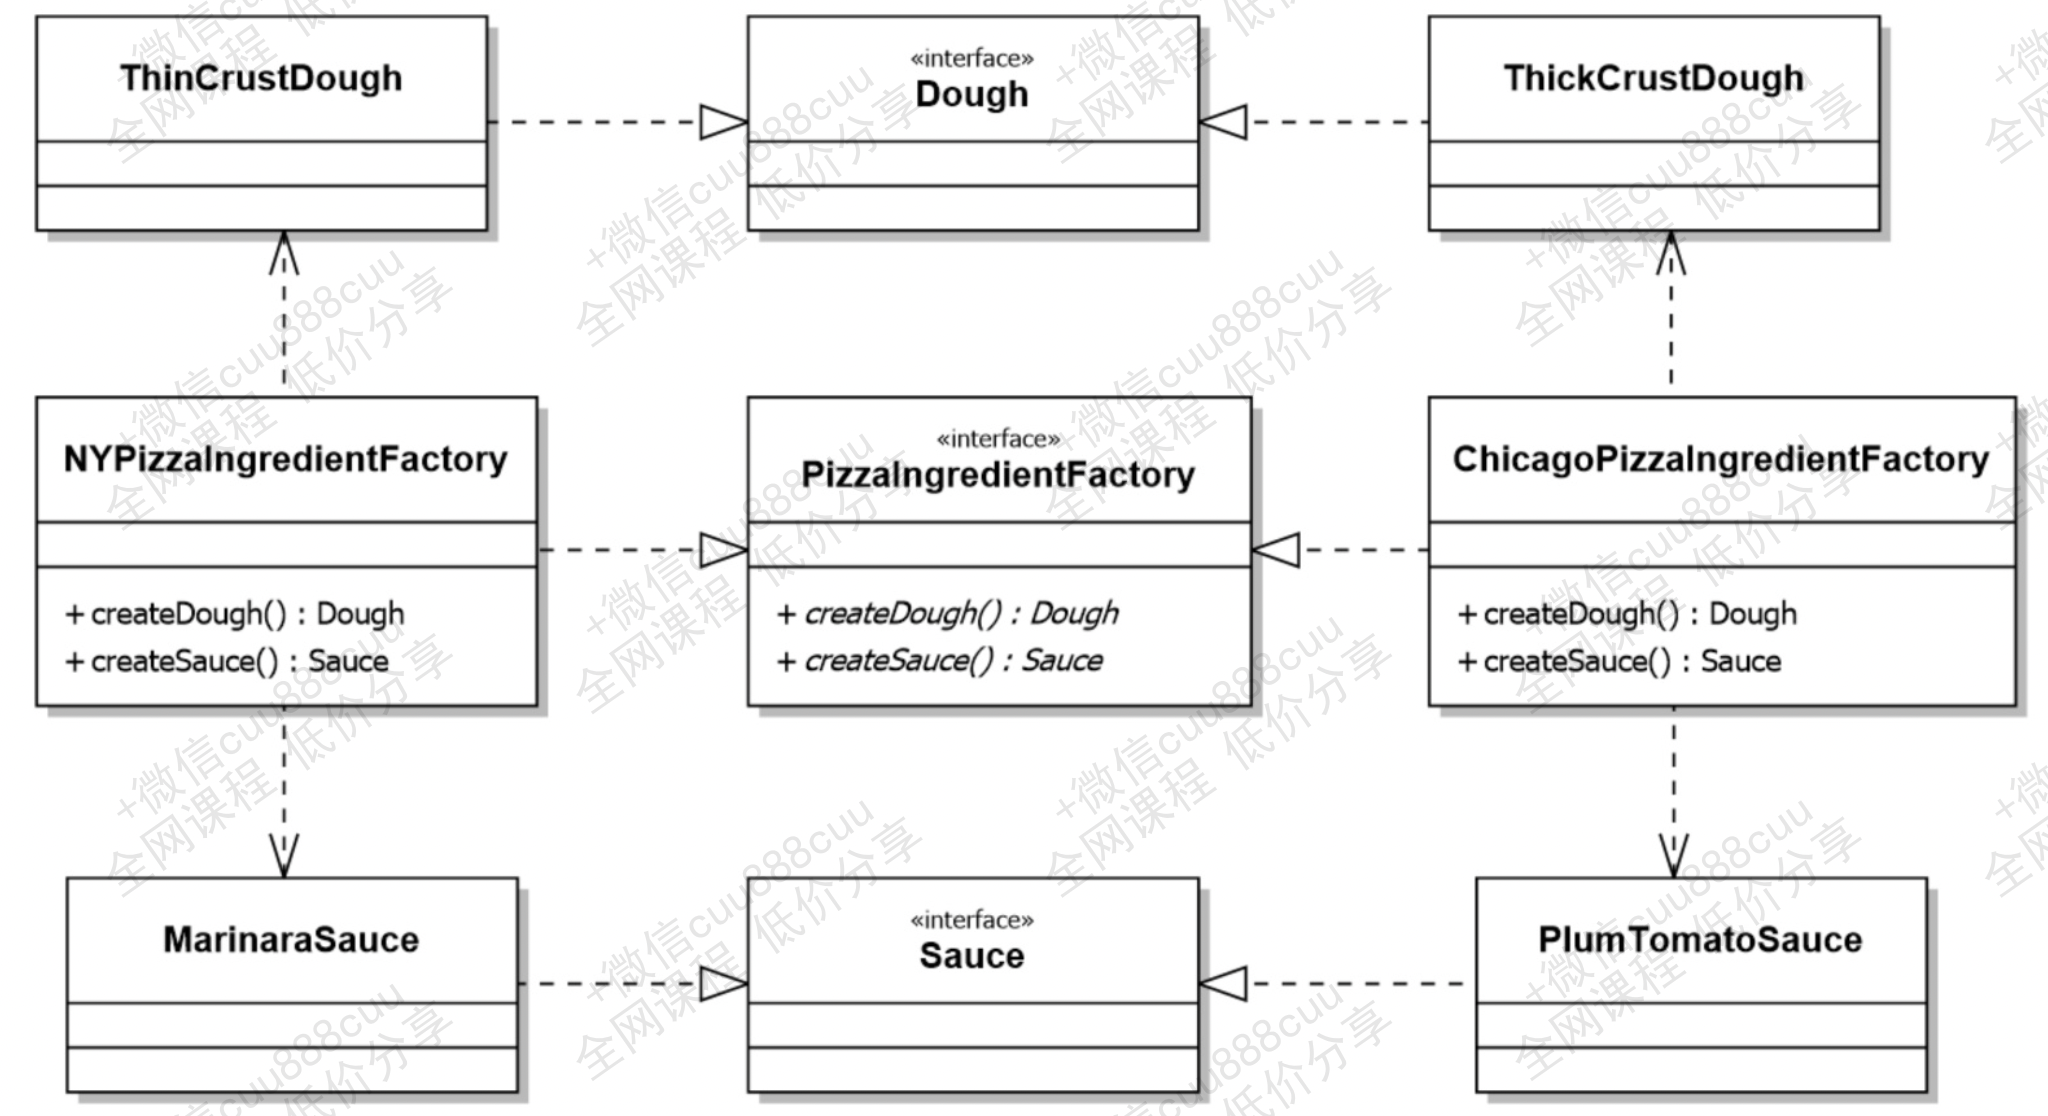 ThinCrustDough
«interface»
Dough
ThickCrustDough
NYPizzaIngredientFactory
+ createDough() : Dough
+ createSauce() : Sauce
«interface»
PizzaIngredientFactory
+ createDough() : Dough
+ createSauce() : Sauce
ChicagoPizzaIngredientFactory
+ createDough() : Dough
+ createSauce() : Sauce
MarinaraSauce
«interface»
Sauce
PlumTomatoSauce
+微信cuu888cuu
全网课程 低价分享